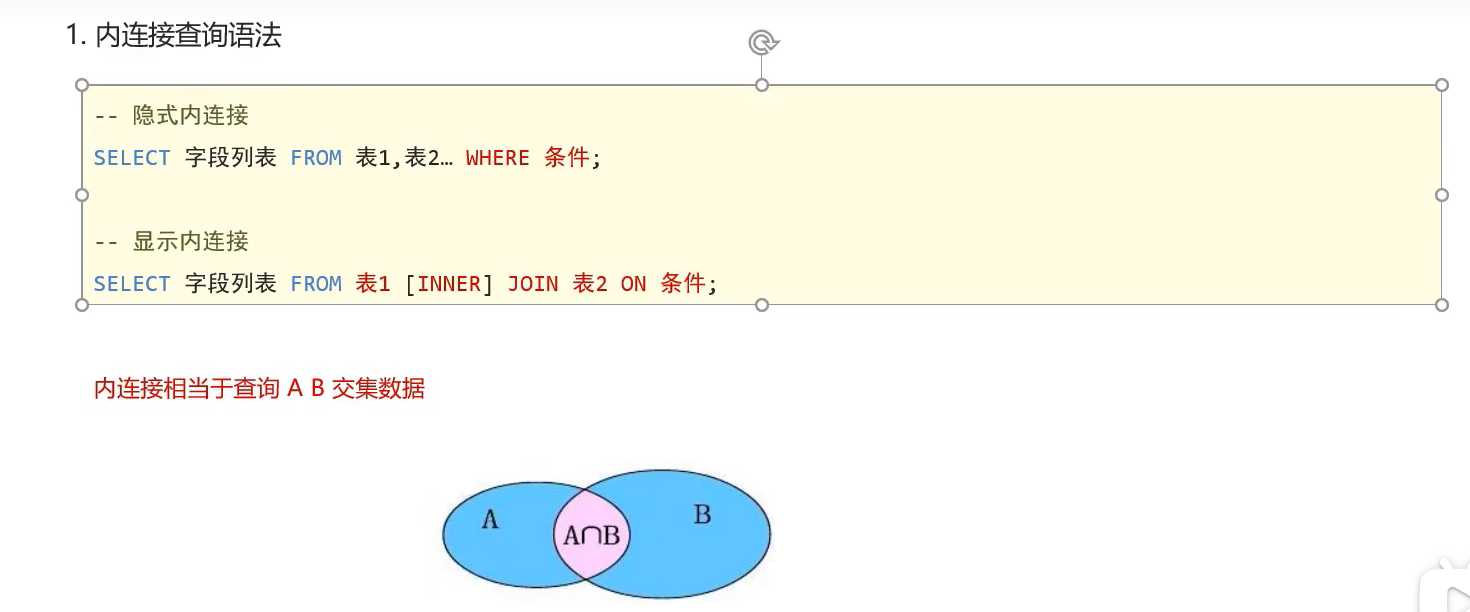 1. 内连接查询语法
-- 隐式内连接
SELECT 字段列表 FROM 表1,表2… WHERE 条件;
-- 显示内连接
SELECT 字段列表 FROM 表1 [INNER] JOIN 表2 ON 条件;
内连接相当于查询 A B 交集数据
A
A∩B
B